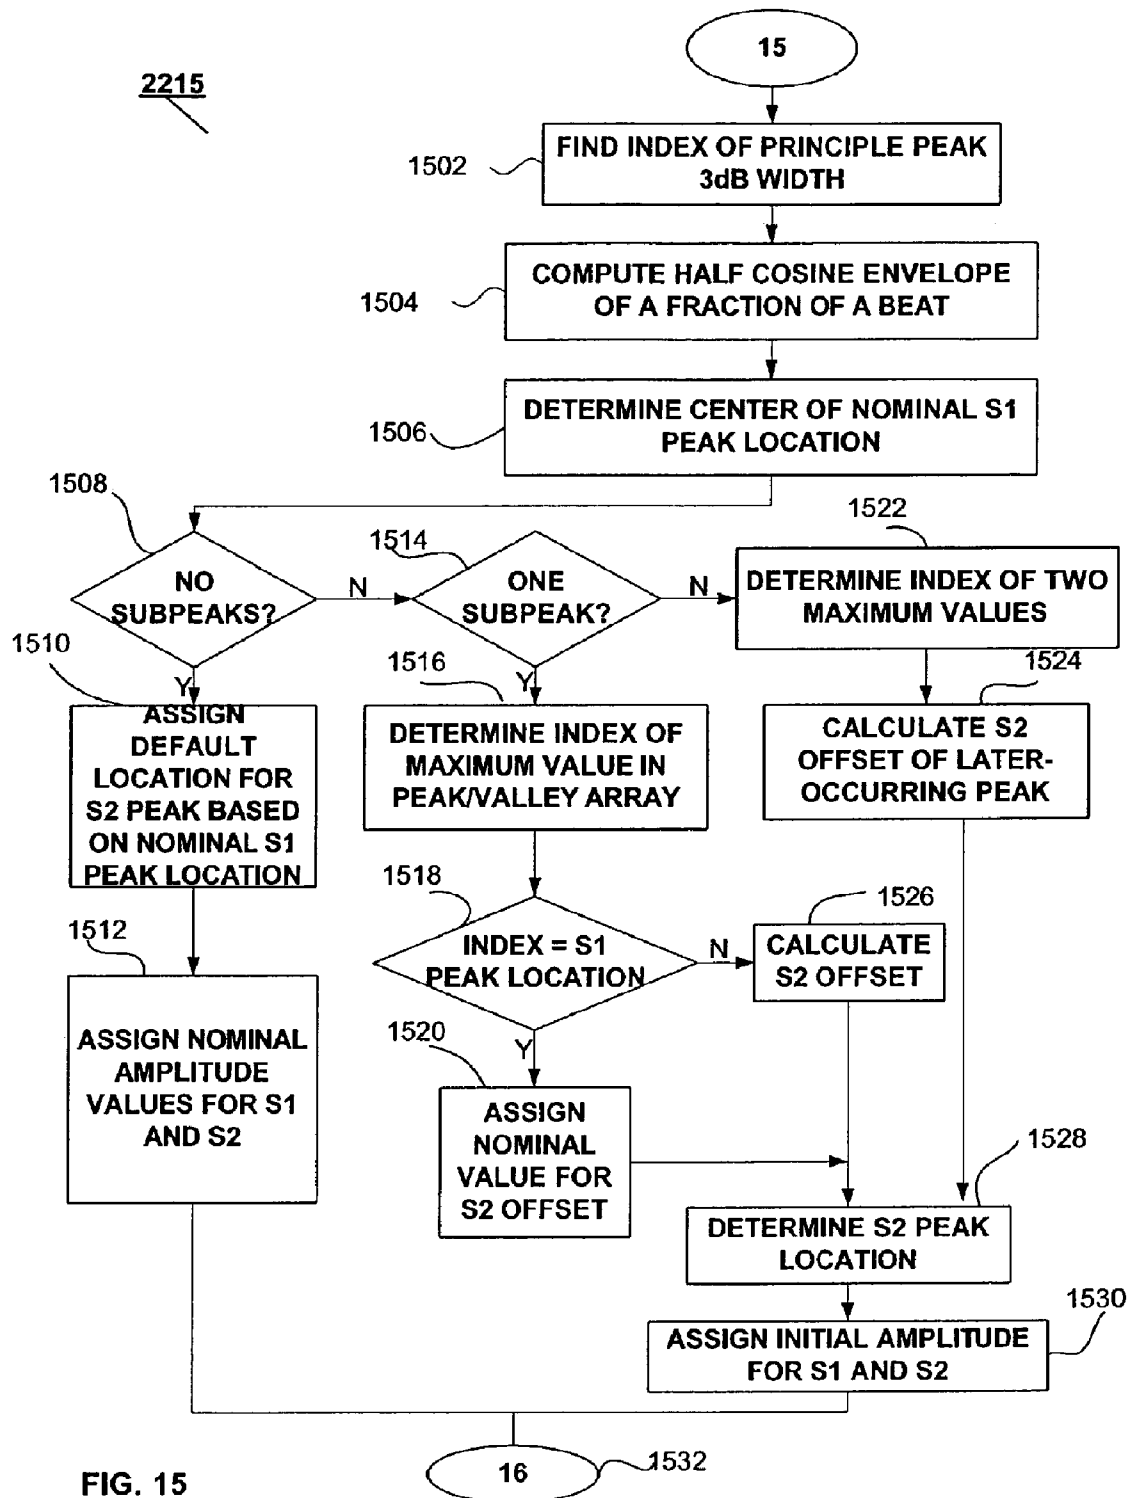 15
2215
FIND INDEX OF PRINCIPLE PEAK
3dB WIDTH
1502
COMPUTE HALF COSINE ENVELOPE
OF A FRACTION OF A BEAT
1504
DETERMINE CENTER OF NOMINAL S1
PEAK LOCATION
1506
1508
NO
SUBPEAKS?
N
Y
1514
ONE
SUBPEAK?
N
Y
1522
DETERMINE INDEX OF TWO
MAXIMUM VALUES
1510
ASSIGN
DEFAULT
LOCATION FOR
S2 PEAK BASED
ON NOMINAL S1
PEAK LOCATION
1516
DETERMINE INDEX OF
MAXIMUM VALUE IN
PEAK/VALLEY ARRAY
1524
CALCULATE S2
OFFSET OF LATER-
OCCURRING PEAK
1512
ASSIGN NOMINAL
AMPLITUDE
VALUES FOR S1
AND S2
1518
INDEX = S1
PEAK LOCATION
N
Y
1526
CALCULATE
S2 OFFSET
1520
ASSIGN
NOMINAL
VALUE FOR
S2 OFFSET
1528
DETERMINE S2 PEAK
LOCATION
1530
ASSIGN INITIAL AMPLITUDE
FOR S1 AND S2
16
1532
FIG. 15